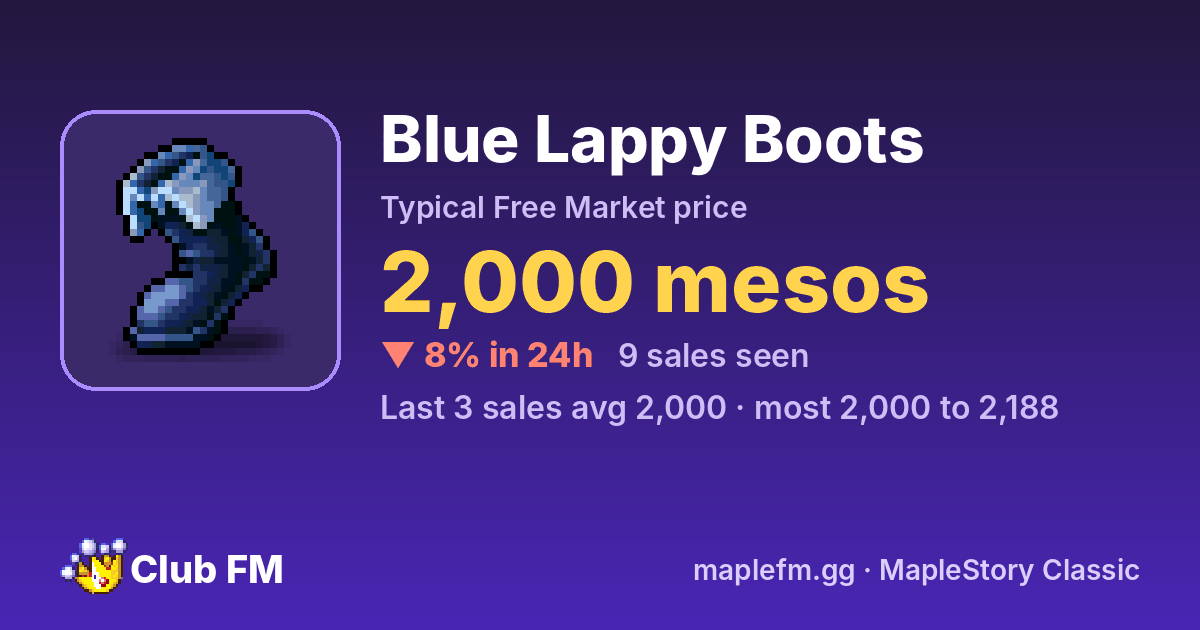 Blue Lappy Boots
Typical Free Market price
2,000 mesos
▼ 8% in 24h 9 sales seen
Last 3 sales avg 2,000 · most 2,000 to 2,188
Club FM
maplefm.gg · MapleStory Classic